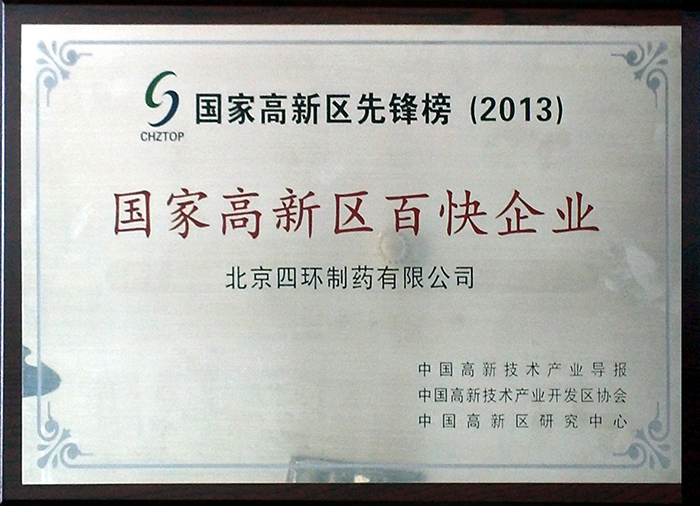 国家高新区先锋榜 (2013)
CHZTOP
国家高新区百快企业
北京四环制药有限公司
中国高新技术产业导报
中国高新技术产业开发区协会
中国高新区研究中心